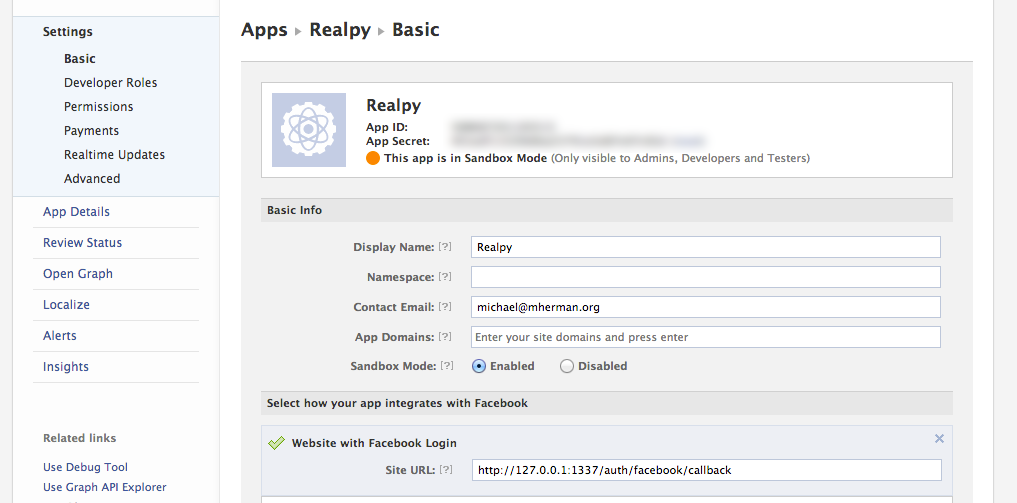 Settings
Basic
Developer Roles
Permissions
Payments
Realtime Updates
Advanced
App Details
Review Status
Open Graph
Localize
Alerts
Insights
Related links
Use Debug Tool
Use Graph API Explorer
Apps ▸ Realpy ▸ Basic
Realpy
App ID:
App Secret:
This app is in Sandbox Mode (Only visible to Admins, Developers and Testers)
Basic Info
Display Name: [?] Realpy
Namespace: [?]
Contact Email: [?] michael@mherman.org
App Domains: [?] Enter your site domains and press enter
Sandbox Mode: [?] Enabled Disabled
Select how your app integrates with Facebook
Website with Facebook Login
Site URL: [?] http://127.0.0.1:1337/auth/facebook/callback